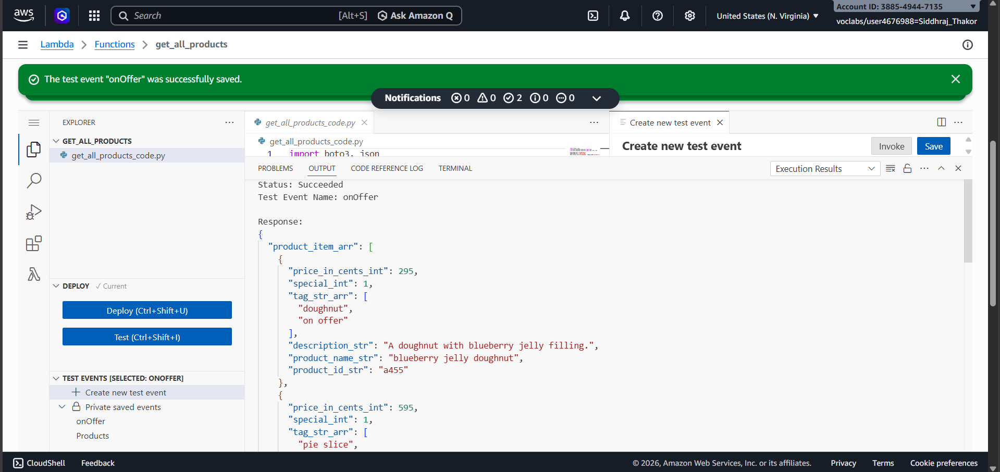 aws
Search [Alt+S] Ask Amazon Q
United States (N. Virginia) ▼
Account ID: 3885-4944-7135 ▼
voclabs/user4676988=Siddhraj_Thakor
Lambda > Functions > get_all_products
The test event "onOffer" was successfully saved.
Notifications 0 0 2 0 0
EXPLORER
GET_ALL_PRODUCTS
get_all_products_code.py
DEPLOY ✓ Current
Deploy (Ctrl+Shift+U)
Test (Ctrl+Shift+I)
TEST EVENTS [SELECTED: ONOFFER]
Create new test event
Private saved events
onOffer
Products
get_all_products_code.py
get_all_products_code.py
1 import boto3, json
Create new test event
Create new test event
Invoke Save
PROBLEMS OUTPUT CODE REFERENCE LOG TERMINAL
Execution Results
Status: Succeeded
Test Event Name: onOffer
Response:
{
"product_item_arr": [
{
"price_in_cents_int": 295,
"special_int": 1,
"tag_str_arr": [
"doughnut",
"on offer"
],
"description_str": "A doughnut with blueberry jelly filling.",
"product_name_str": "blueberry jelly doughnut",
"product_id_str": "a455"
},
{
"price_in_cents_int": 595,
"special_int": 1,
"tag_str_arr": [
"pie slice",
CloudShell Feedback
© 2026, Amazon Web Services, Inc. or its affiliates. Privacy Terms Cookie preferences